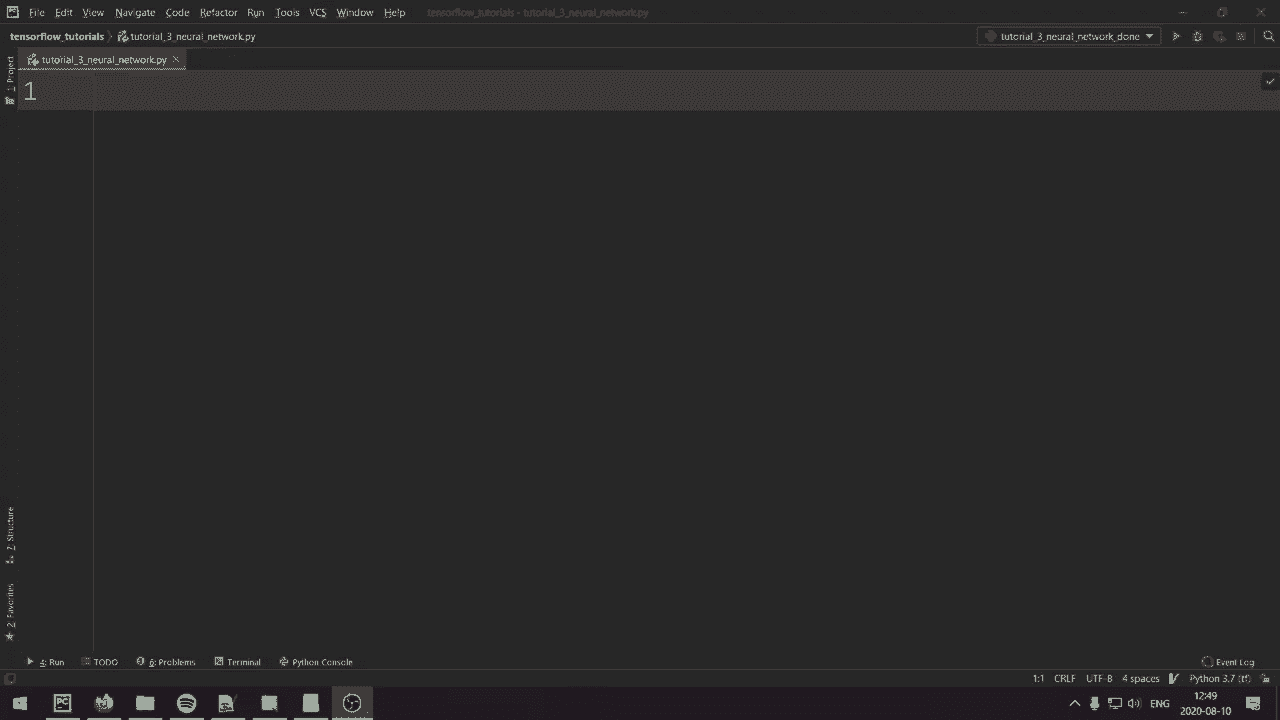 File Edit View Navigate Code Refactor Run Tools VCS Window Help tensorflow_tutorials - tutorial_3_neural_network.py
tensorflow_tutorials tutorial_3_neural_network.py tutorial_3_neural_network_done
tutorial_3_neural_network.py
1
1: Project
7: Structure
2: Favorites
4: Run TODO 6: Problems Terminal Python Console Event Log
1:1 CRLF UTF-8 4 spaces Python 3.7 (tf)
PC
ENG 12:49
2020-08-10